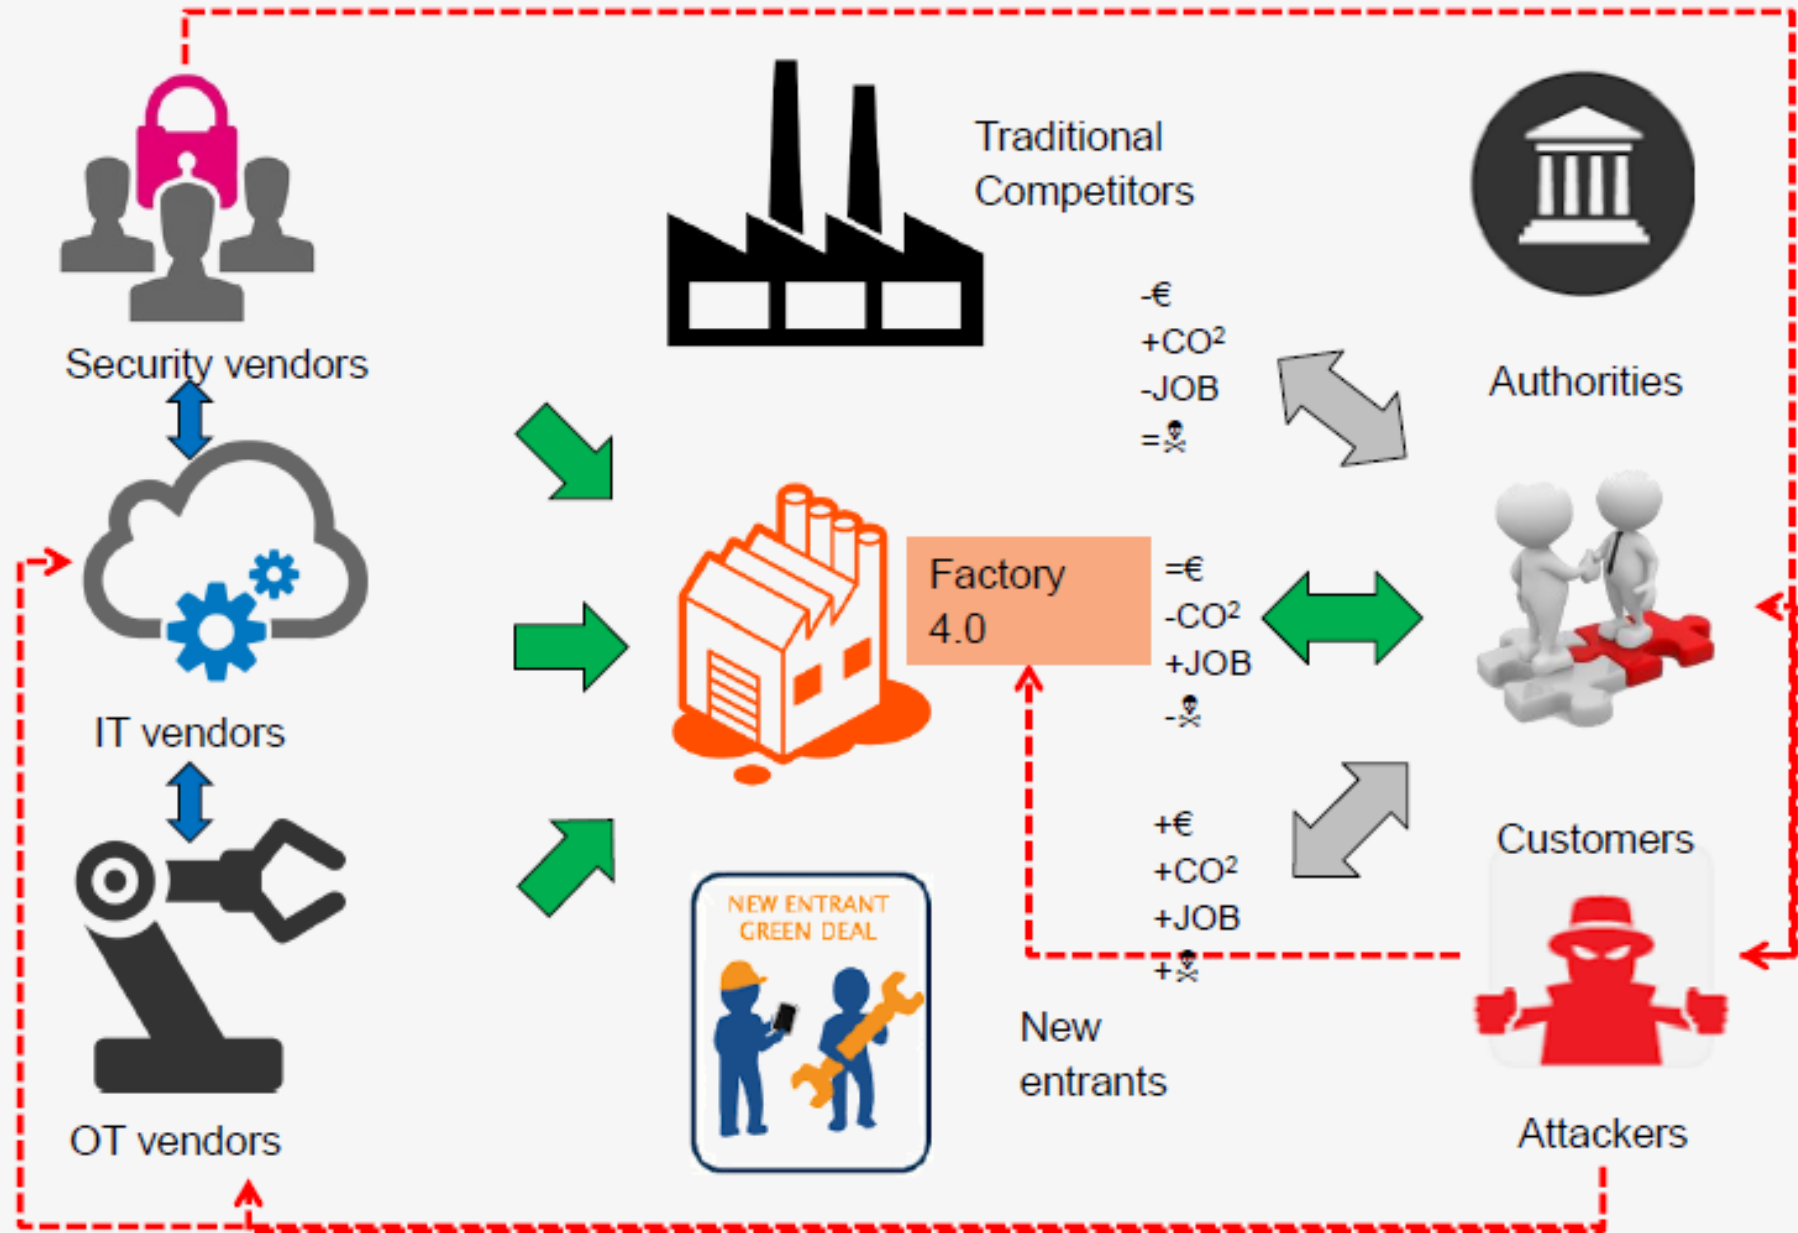 Traditional
Competitors
Security vendors
-€
+CO²
-JOB
=☠
Authorities
Factory
4.0
=€
-CO²
+JOB
-☠
IT vendors
Customers
+€
+CO²
+JOB
+☠
NEW ENTRANT
GREEN DEAL
New
entrants
OT vendors
Attackers